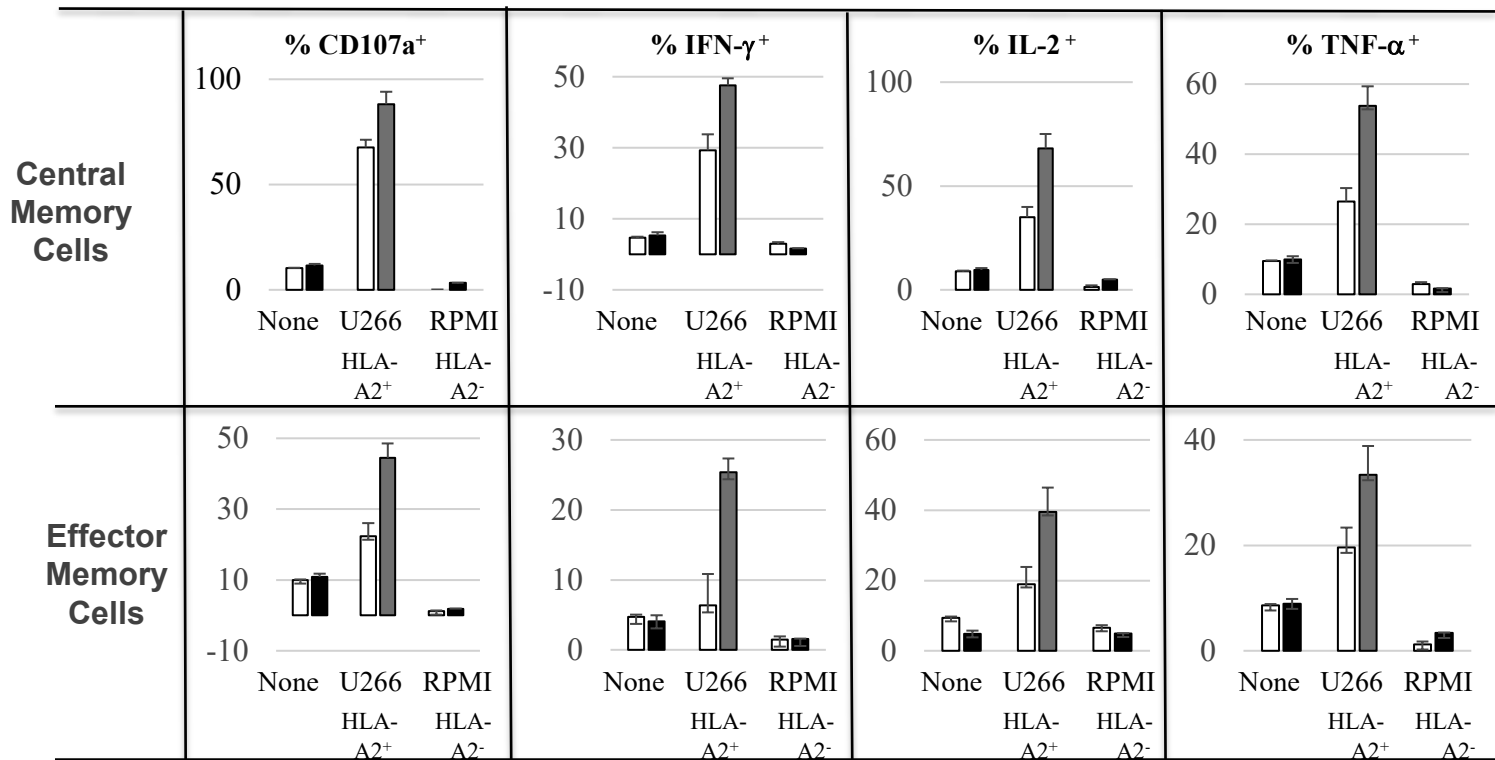 % CD107a⁺
% IFN-γ⁺
% IL-2 ⁺
% TNF-α⁺
Central
Memory
Cells
100
50
0
None U266 RPMI
HLA- HLA-
A2⁺ A2⁻
50
30
10
-10
None U266 RPMI
HLA- HLA-
A2⁺ A2⁻
100
50
0
None U266 RPMI
HLA- HLA-
A2⁺ A2⁻
60
40
20
0
None U266 RPMI
HLA- HLA-
A2⁺ A2⁻
Effector
Memory
Cells
50
30
10
-10
None U266 RPMI
HLA- HLA-
A2⁺ A2⁻
30
20
10
0
None U266 RPMI
HLA- HLA-
A2⁺ A2⁻
60
40
20
0
None U266 RPMI
HLA- HLA-
A2⁺ A2⁻
40
20
0
None U266 RPMI
HLA- HLA-
A2⁺ A2⁻